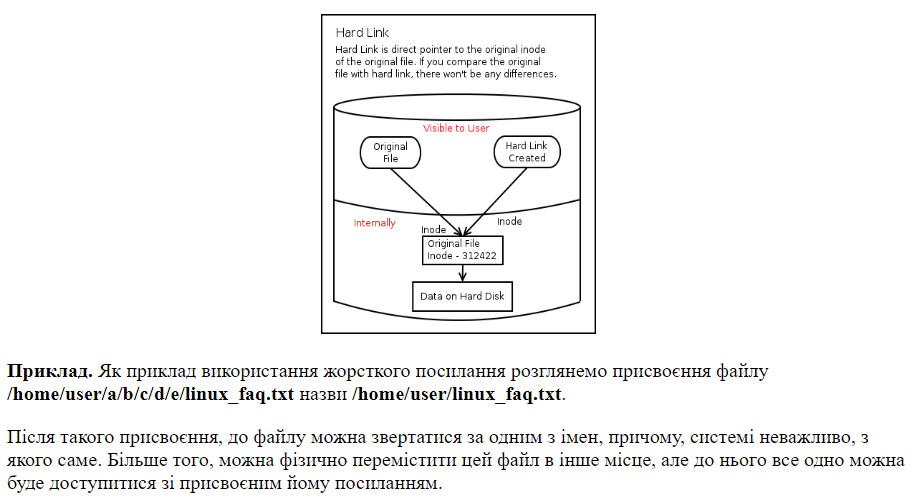 Hard Link
Hard Link is direct pointer to the original inode
of the original file. If you compare the original
file with hard link, there won't be any differences.
Visible to User
Original
File
Hard Link
Created
Internally
Inode
Inode
Original File
Inode - 312422
Data on Hard Disk
Приклад. Як приклад використання жорсткого посилання розглянемо присвоєння файлу
/home/user/a/b/c/d/e/linux_faq.txt назви /home/user/linux_faq.txt.
Після такого присвоєння, до файлу можна звертатися за одним з імен, причому, системі неважливо, з
якого саме. Більше того, можна фізично перемістити цей файл в інше місце, але до нього все одно можна
буде доступитися зі присвоєним йому посиланням.